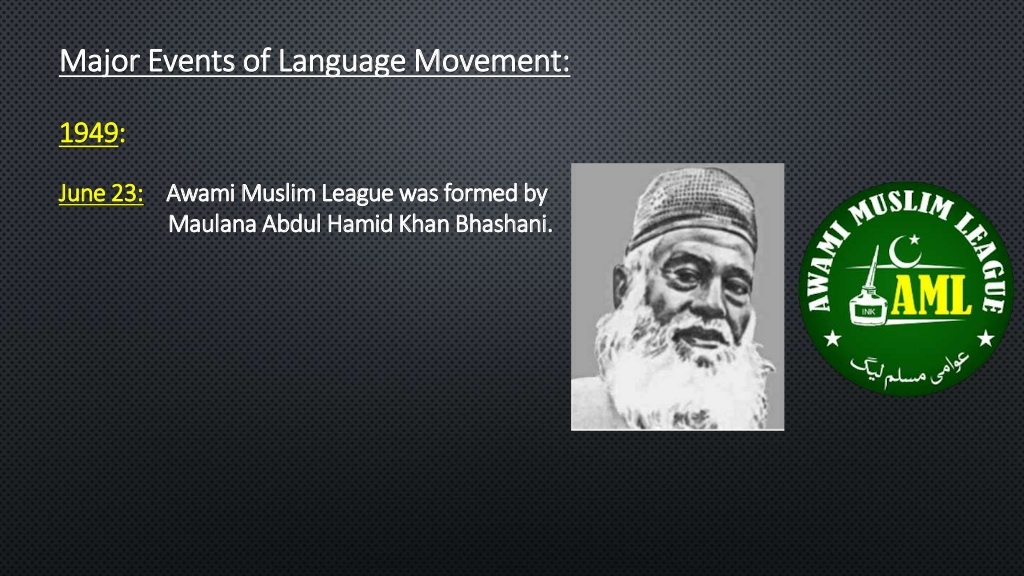 Major Events of Language Movement:
1949:
June 23: Awami Muslim League was formed by
Maulana Abdul Hamid Khan Bhashani.
AWAMI MUSLIM LEAGUE
INK
AML
عوامی مسلم لیگ